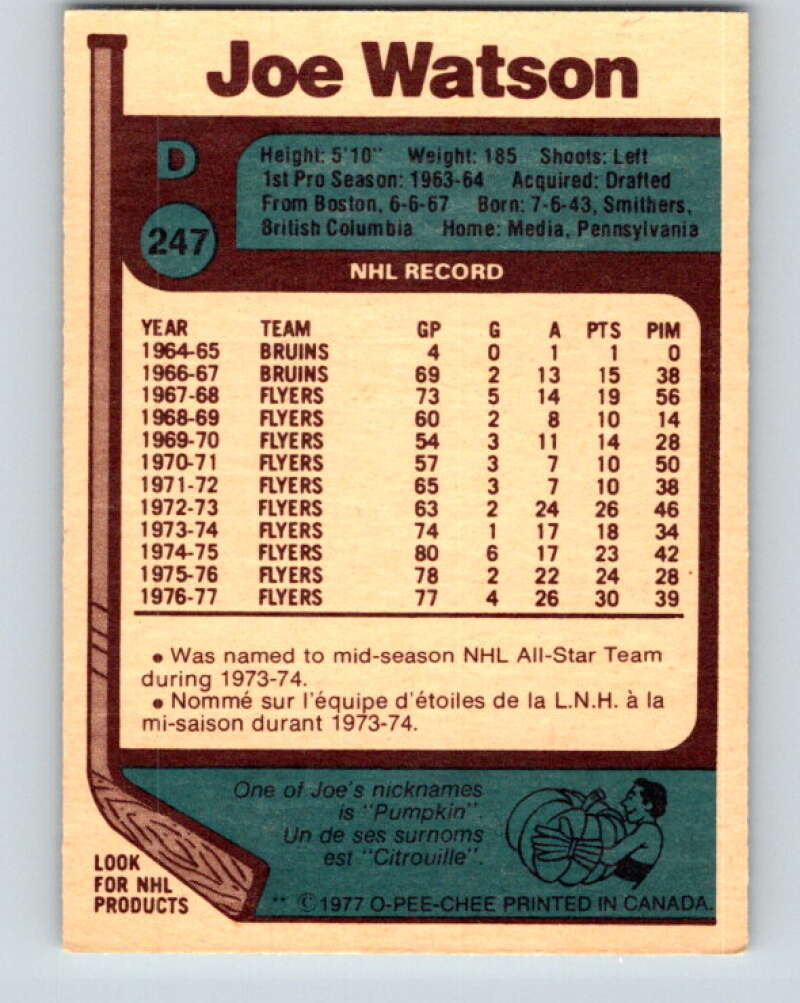 Joe Watson
D
247
Height: 5'10" Weight: 185 Shoots: Left
1st Pro Season: 1963-64 Acquired: Drafted
From Boston, 6-6-67 Born: 7-6-43, Smithers,
British Columbia Home: Media, Pennsylvania
NHL RECORD
YEAR TEAM GP G A PTS PIM
1964-65 BRUINS 4 0 1 1 0
1966-67 BRUINS 69 2 13 15 38
1967-68 FLYERS 73 5 14 19 56
1968-69 FLYERS 60 2 8 10 14
1969-70 FLYERS 54 3 11 14 28
1970-71 FLYERS 57 3 7 10 50
1971-72 FLYERS 65 3 7 10 38
1972-73 FLYERS 63 2 24 26 46
1973-74 FLYERS 74 1 17 18 34
1974-75 FLYERS 80 6 17 23 42
1975-76 FLYERS 78 2 22 24 28
1976-77 FLYERS 77 4 26 30 39
• Was named to mid-season NHL All-Star Team
during 1973-74.
• Nommé sur l'équipe d'étoiles de la L.N.H. à la
mi-saison durant 1973-74.
One of Joe's nicknames
is "Pumpkin".
Un de ses surnoms
est "Citrouille".
LOOK
FOR NHL
PRODUCTS
** © 1977 O-PEE-CHEE PRINTED IN CANADA.